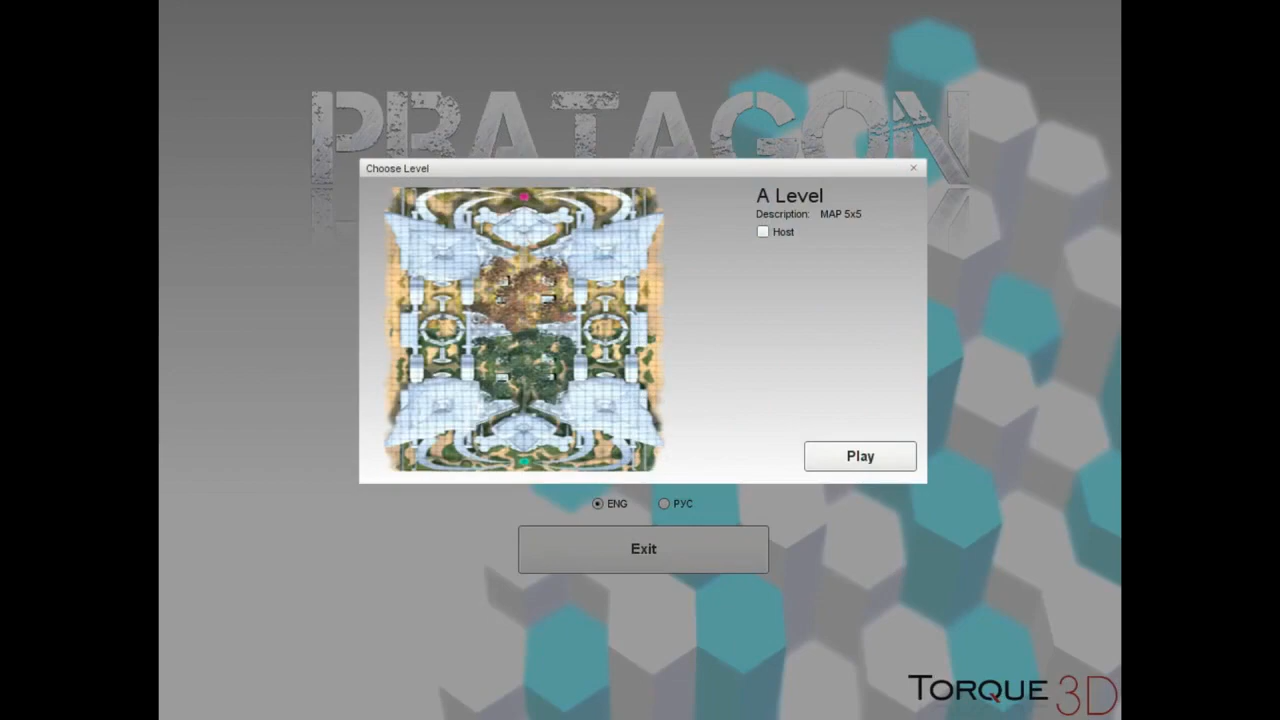 PRATAGON
Choose Level
A Level
Description: MAP 5x5
Host
Play
ENG РУС
Exit
TORQUE 3D